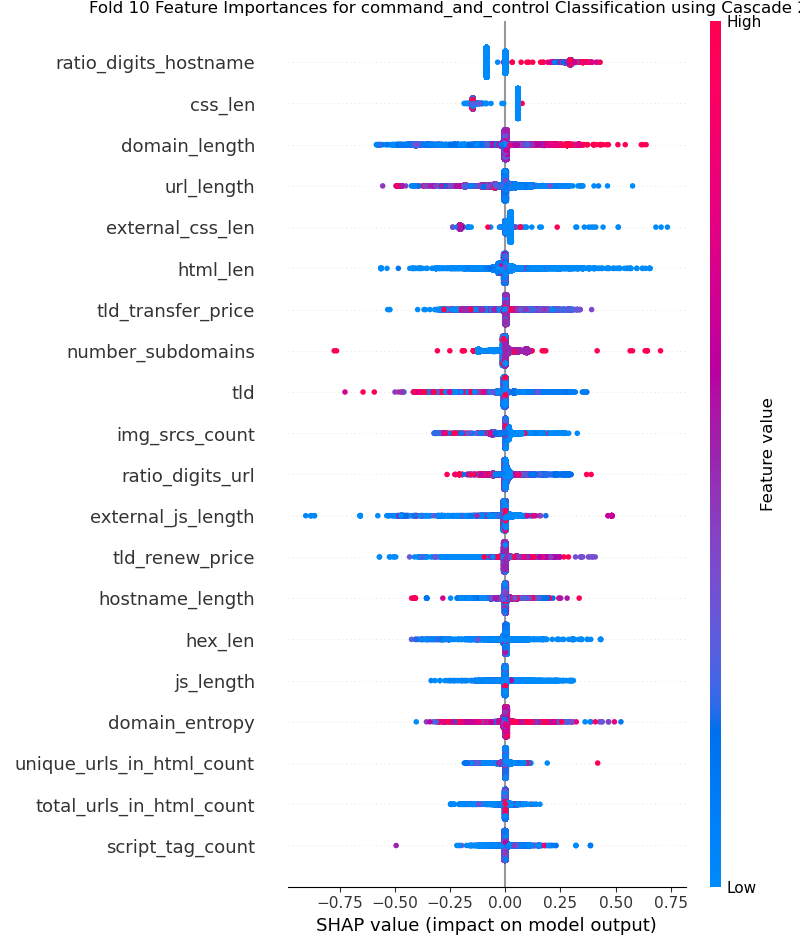 Fold 10 Feature Importances for command_and_control Classification using Cascade
High
ratio_digits_hostname
css_len
domain_length
url_length
external_css_len
html_len
tld_transfer_price
number_subdomains
tld
img_srcs_count
ratio_digits_url
external_js_length
tld_renew_price
hostname_length
hex_len
js_length
domain_entropy
unique_urls_in_html_count
total_urls_in_html_count
script_tag_count
Feature value
Low
−0.75 −0.50 −0.25 0.00 0.25 0.50 0.75
SHAP value (impact on model output)